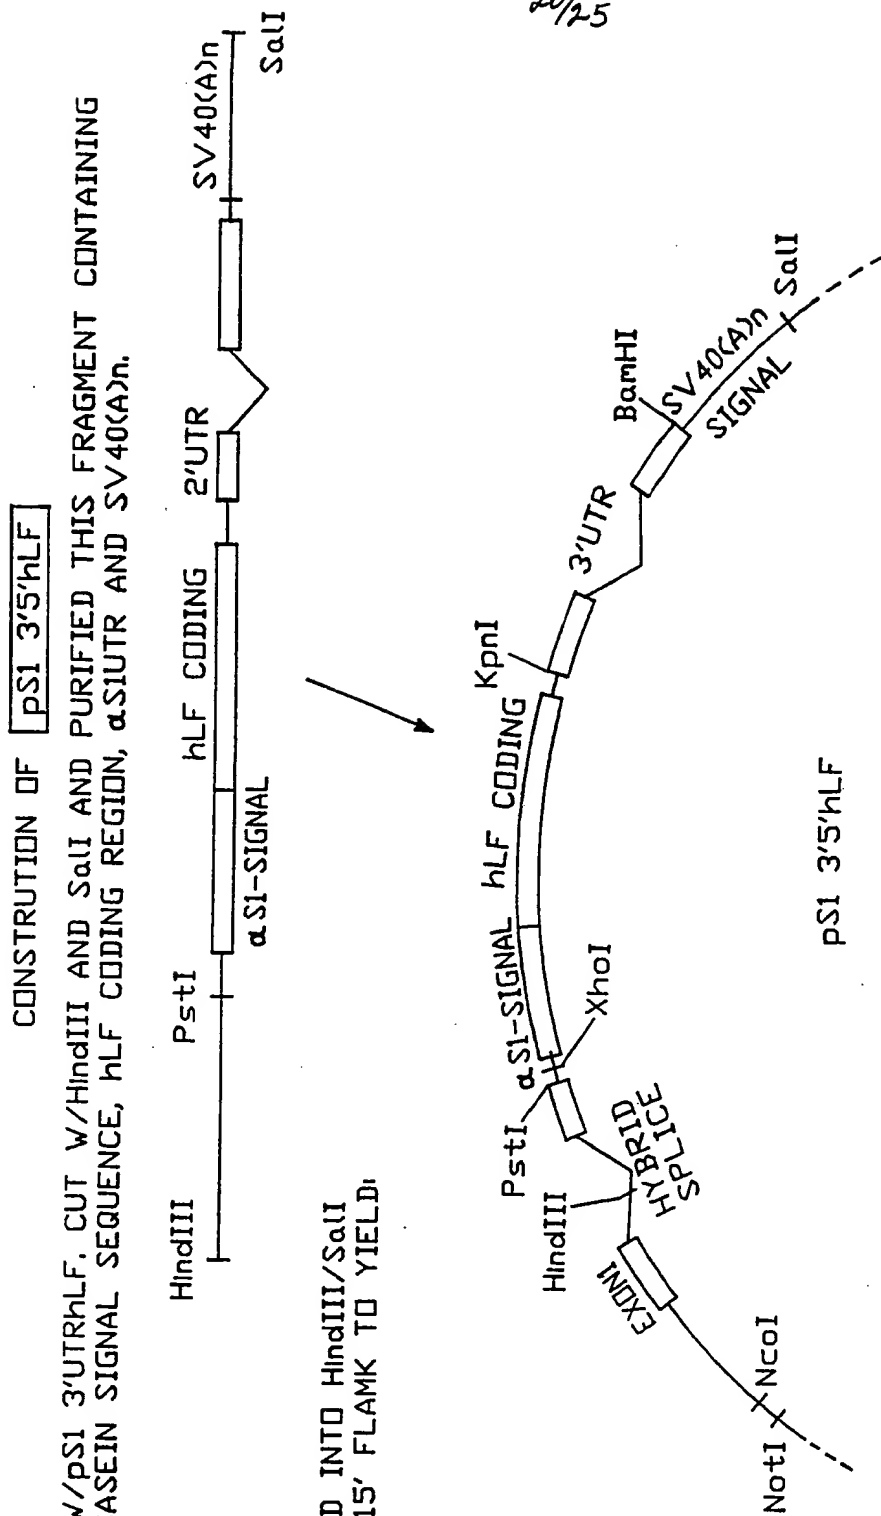 20/25
CONSTRUTION OF pS1 3'5'hLF
W/pS1 3'UTRhLF, CUT W/HindIII AND SalI AND PURIFIED THIS FRAGMENT CONTAINING
ASEIN SIGNAL SEQUENCE, hLF CODING REGION, αS1UTR AND SV40(A)n.
HindIII
PstI
αS1-SIGNAL
hLF CODING
2'UTR
SV40(A)n
SalI
D INTO HindIII/SalI
15' FLAMK TO YIELD:
NotI
NcoI
EXON1
HindIII
HYBRID
SPLICE
PstI
XhoI
αS1-SIGNAL
hLF CODING
KpnI
3'UTR
BamHI
SV40(A)n
SIGNAL
SalI
pS1 3'5'hLF